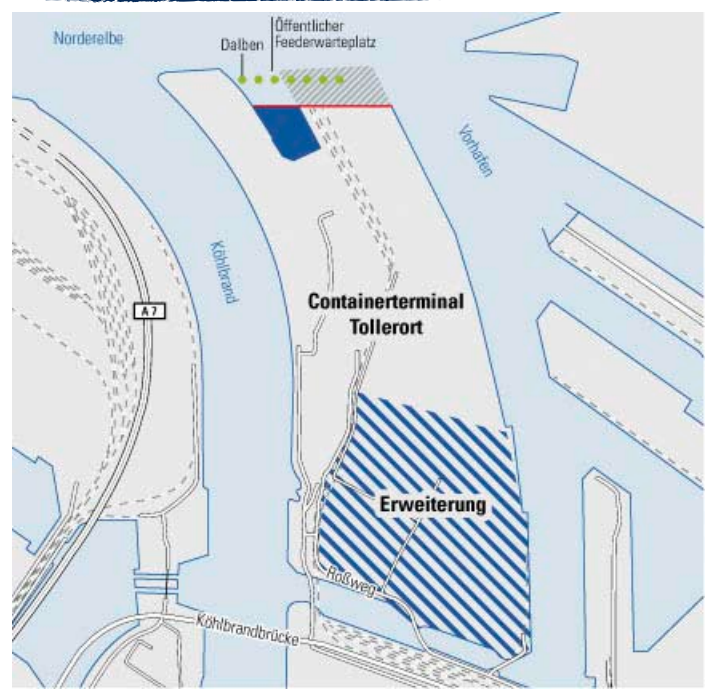 Norderelbe
Dalben
Öffentlicher
Feederwarteplatz
Vorhafen
Köhlbrand
A 7
Containerterminal
Tollerort
Erweiterung
Roßweg
Köhlbrandbrücke